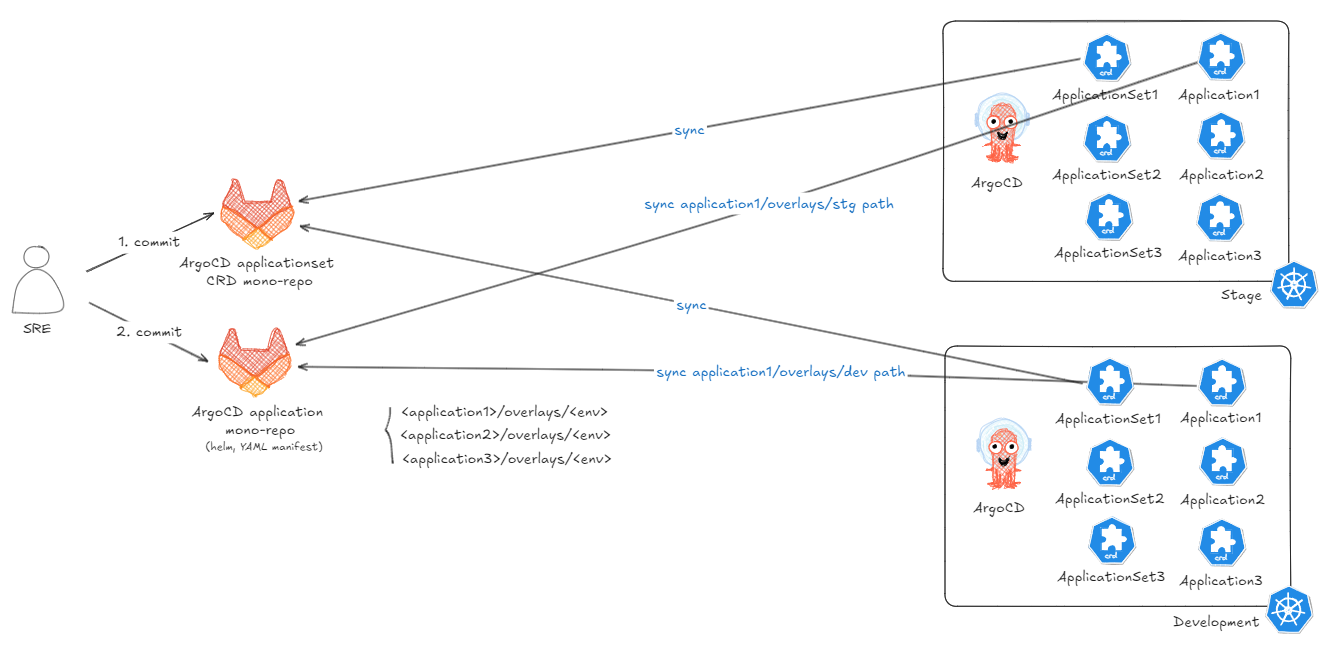 SRE
1. commit
2. commit
ArgoCD applicationset
CRD mono-repo
ArgoCD application
mono-repo
(helm, YAML manifest)
<application1>/overlays/<env>
<application2>/overlays/<env>
<application3>/overlays/<env>
sync
sync application1/overlays/stg path
sync
sync application1/overlays/dev path
ArgoCD
crd
ApplicationSet1
crd
Application1
crd
ApplicationSet2
crd
Application2
crd
ApplicationSet3
crd
Application3
Stage
ArgoCD
crd
ApplicationSet1
crd
Application1
crd
ApplicationSet2
crd
Application2
crd
ApplicationSet3
crd
Application3
Development